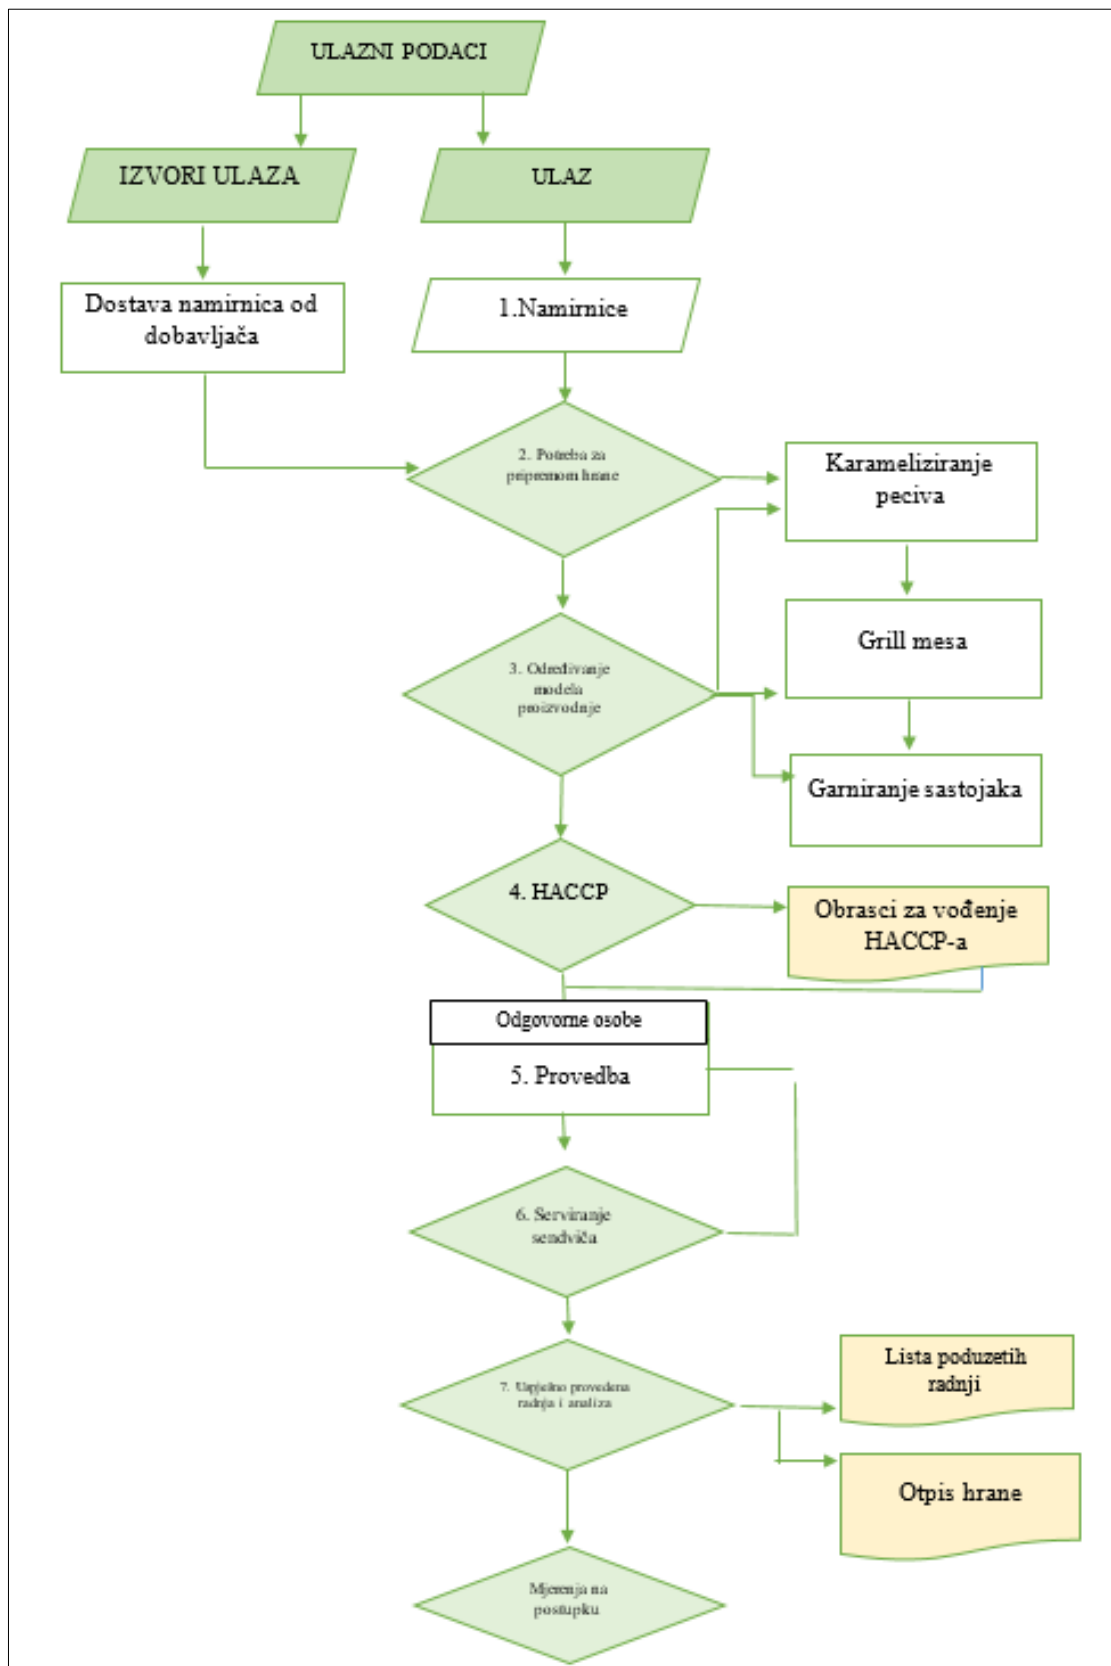 ULAZNI PODACI
IZVORI ULAZA
ULAZ
Dostava namirnica od
dobavljača
1.Namirnice
2. Potreba za
pripremom hrane
Karameliziranje
peciva
3. Određivanje
modela
proizvodnje
Grill mesa
Garniranje sastojaka
4. HACCP
Obrasci za vođenje
HACCP-a
Odgovorne osobe
5. Provedba
6. Serviranje
sendviča
7. Uspješno provedena
radnja i analiza
Lista poduzetih
radnji
Otpis hrane
Mjerenja na
postupku